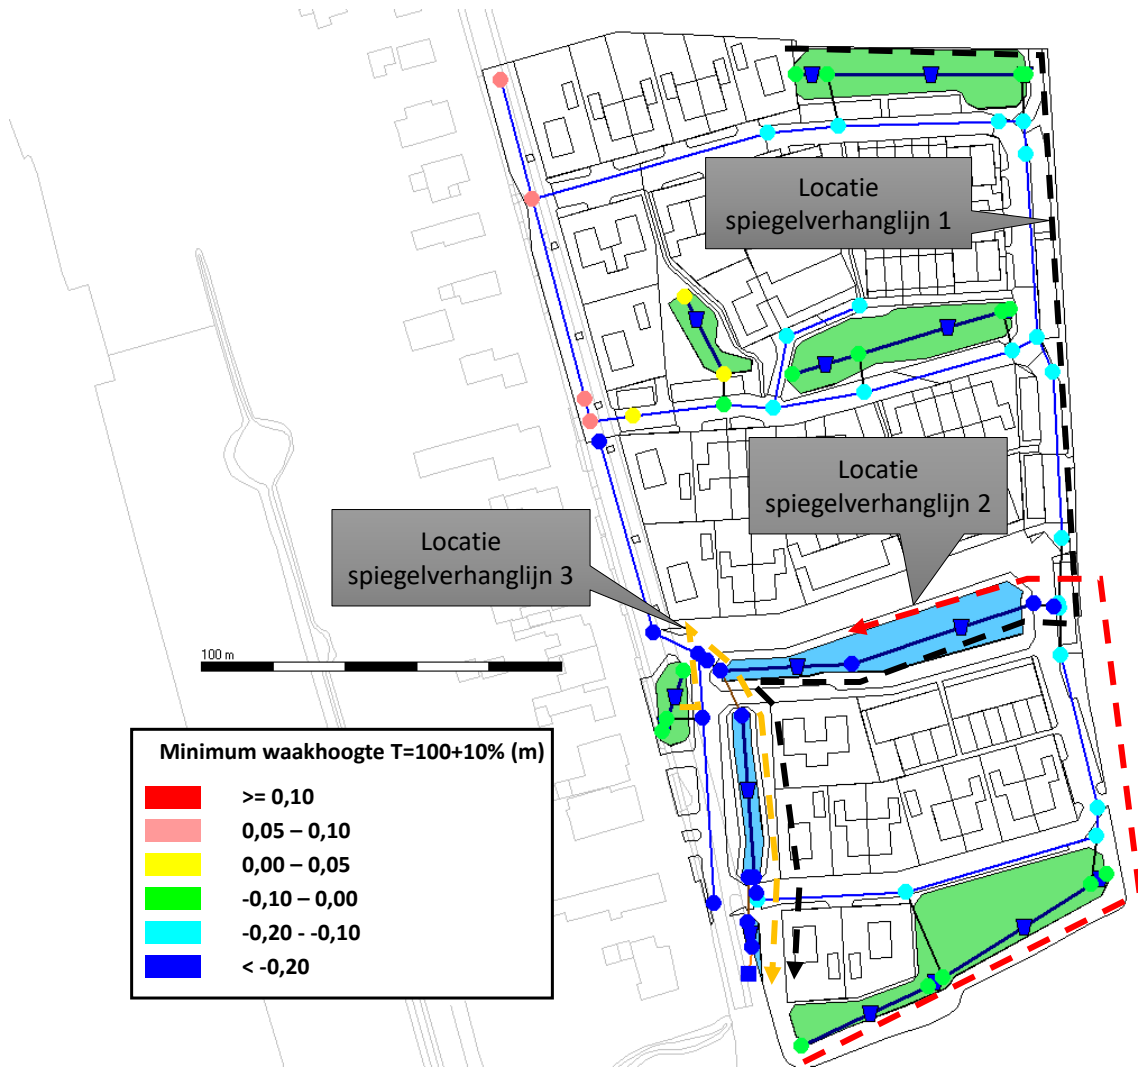 Locatie
spiegelverhanglijn 1
Locatie
spiegelverhanglijn 2
Locatie
spiegelverhanglijn 3
100 m
Minimum waakhoogte T=100+10% (m)
>= 0,10
0,05 – 0,10
0,00 – 0,05
-0,10 – 0,00
-0,20 - -0,10
< -0,20